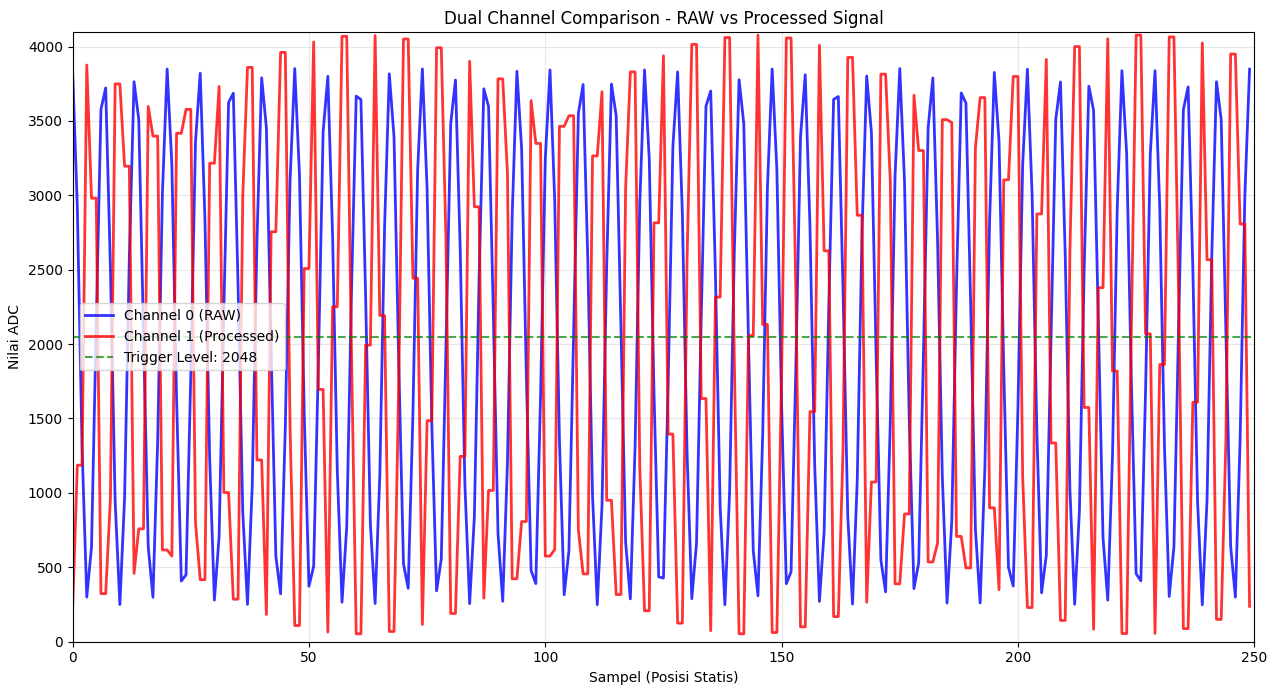 Dual Channel Comparison - RAW vs Processed Signal
Nilai ADC
4000
3500
3000
2500
2000
1500
1000
500
0
Channel 0 (RAW)
Channel 1 (Processed)
Trigger Level: 2048
0 50 100 150 200 250
Sampel (Posisi Statis)